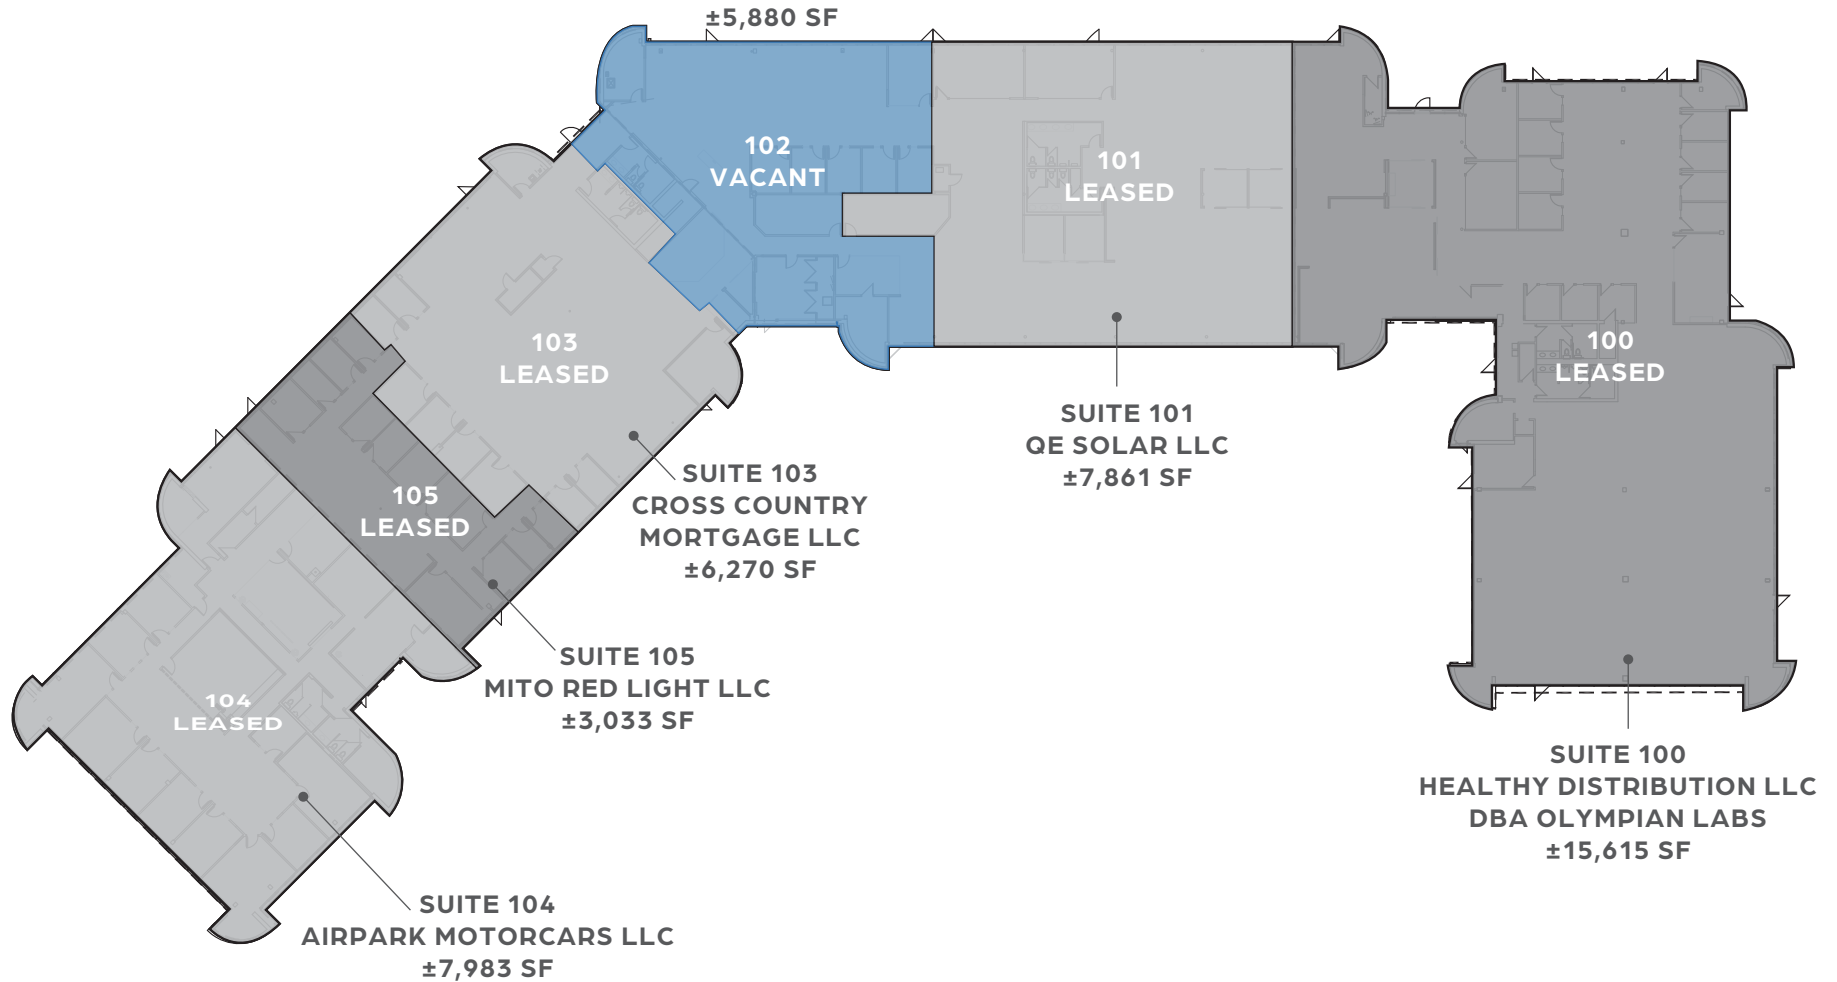 ±5,880 SF
102
VACANT
101
LEASED
100
LEASED
103
LEASED
105
LEASED
104
LEASED
SUITE 101
QE SOLAR LLC
±7,861 SF
SUITE 103
CROSS COUNTRY
MORTGAGE LLC
±6,270 SF
SUITE 105
MITO RED LIGHT LLC
±3,033 SF
SUITE 100
HEALTHY DISTRIBUTION LLC
DBA OLYMPIAN LABS
±15,615 SF
SUITE 104
AIRPARK MOTORCARS LLC
±7,983 SF